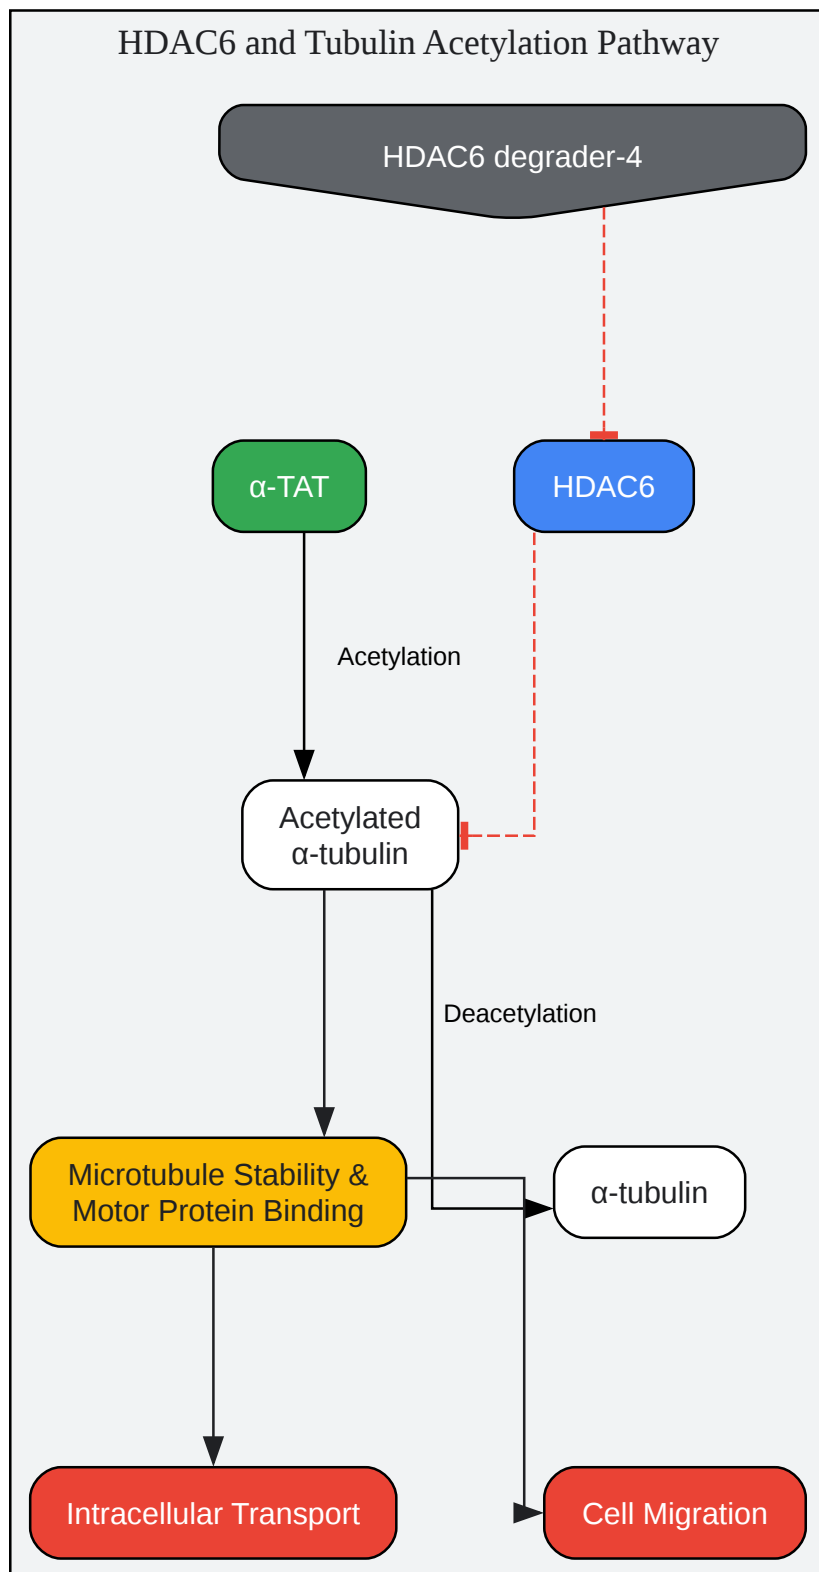 HDAC6 and Tubulin Acetylation Pathway
HDAC6 degrader-4
α-TAT
HDAC6
Acetylation
Acetylated
α-tubulin
Deacetylation
Microtubule Stability &
Motor Protein Binding
α-tubulin
Intracellular Transport
Cell Migration